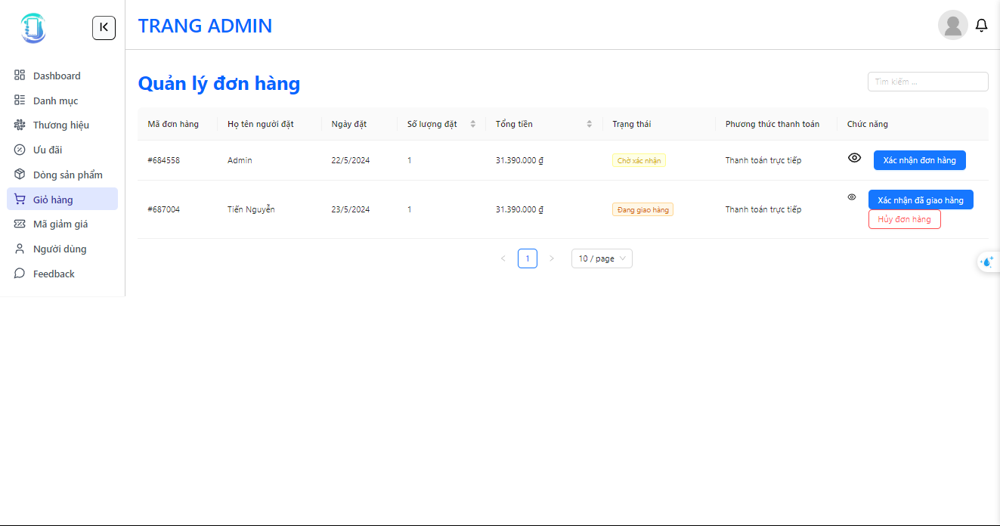 TRANG ADMIN
Dashboard
Danh mục
Thương hiệu
Ưu đãi
Dòng sản phẩm
Giỏ hàng
Mã giảm giá
Người dùng
Feedback
Quản lý đơn hàng
Tìm kiếm ...
Mã đơn hàng Họ tên người đặt Ngày đặt Số lượng đặt Tổng tiền Trạng thái Phương thức thanh toán Chức năng
#684558 Admin 22/5/2024 1 31.390.000 ₫ Chờ xác nhận Thanh toán trực tiếp Xác nhận đơn hàng
#687004 Tiến Nguyễn 23/5/2024 1 31.390.000 ₫ Đang giao hàng Thanh toán trực tiếp Xác nhận đã giao hàng
Hủy đơn hàng
1 10 / page